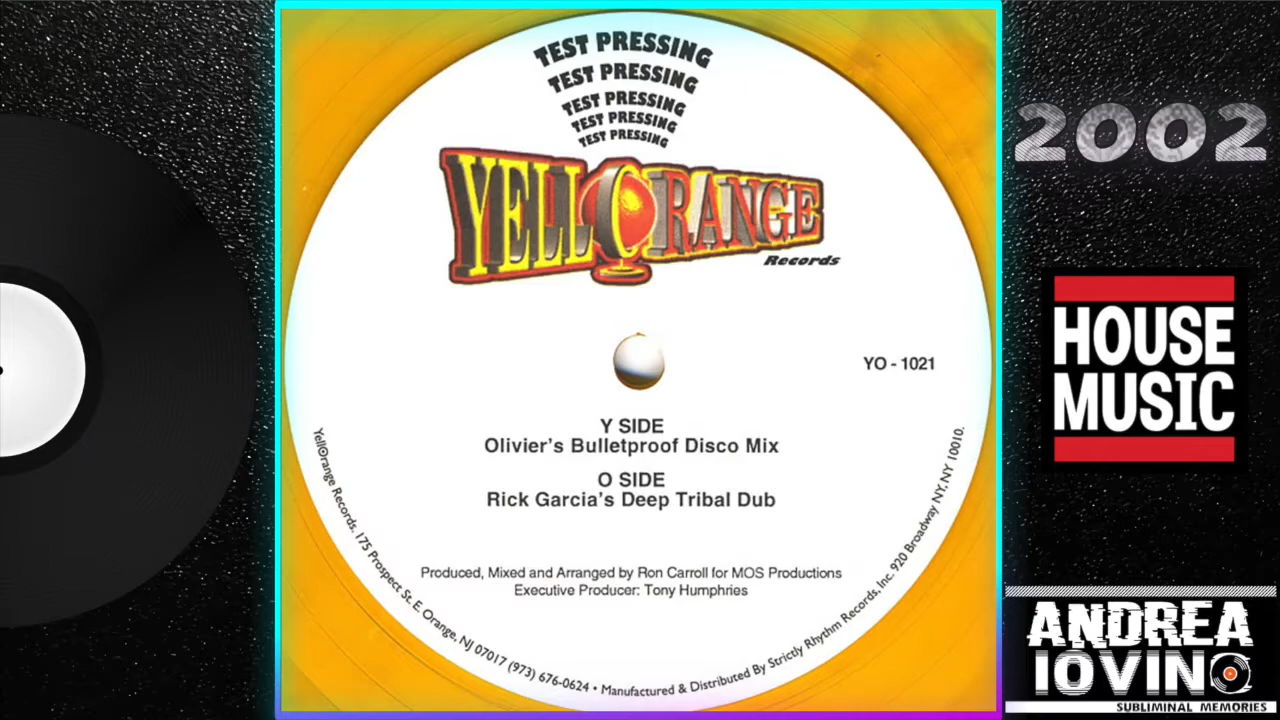 TEST PRESSING
TEST PRESSING
TEST PRESSING
TEST PRESSING
TEST PRESSING
YELLORANGE
Records
YO - 1021
Y SIDE
Olivier's Bulletproof Disco Mix
O SIDE
Rick Garcia's Deep Tribal Dub
Produced, Mixed and Arranged by Ron Carroll for MOS Productions
Executive Producer: Tony Humphries
YellOrange Records. 175 Prospect St. E. Orange, NJ 07017 (973) 676-0624 • Manufactured & Distributed By Strictly Rhythm Records, Inc. 920 Broadway NY. NY 10010.
2002
HOUSE
MUSIC
ANDREA
IOVINO
SUBLIMINAL MEMORIES